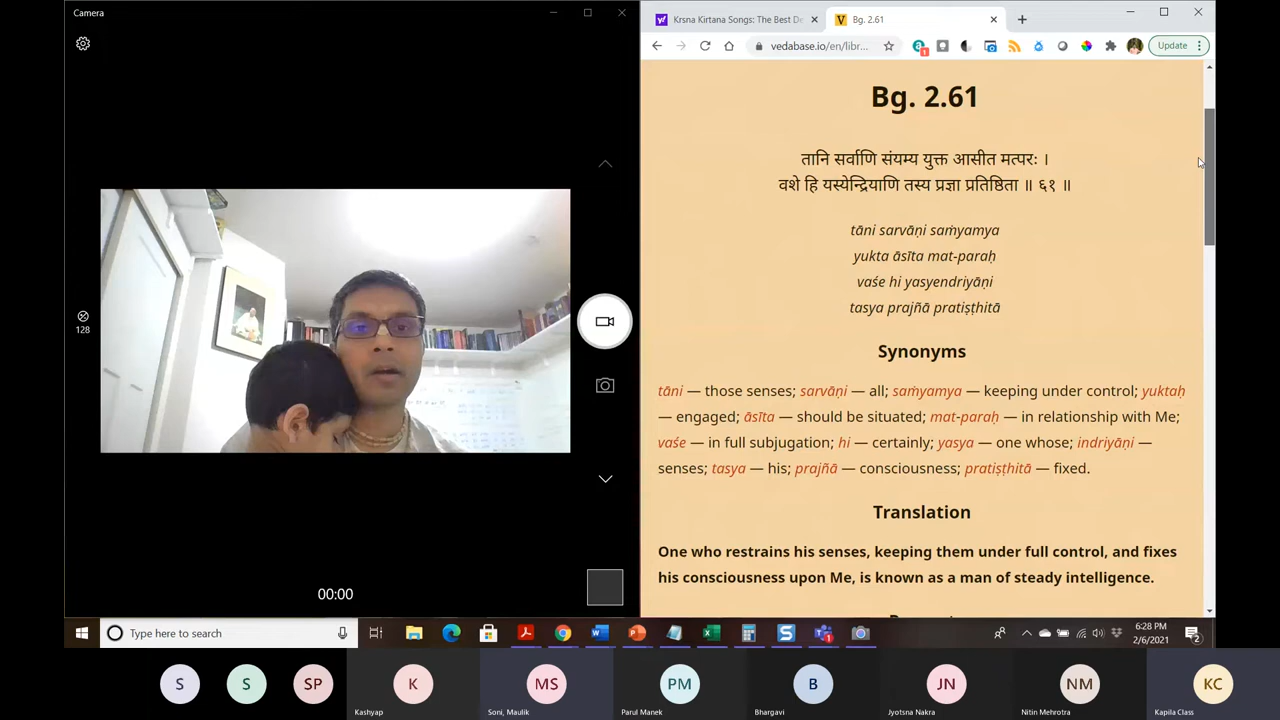 Camera
128
00:00
Krsna Kirtana Songs: The Best De
Bg. 2.61
vedabase.io/en/libr...
1
Update
Bg. 2.61
तानि सर्वाणि संयम्य युक्त आसीत मत्परः ।
वशे हि यस्येन्द्रियाणि तस्य प्रज्ञा प्रतिष्ठिता ॥ ६१ ॥
tāni sarvāṇi saṁyamya
yukta āsīta mat-paraḥ
vaśe hi yasyendriyāṇi
tasya prajñā pratiṣṭhitā
Synonyms
tāni — those senses; sarvāṇi — all; saṁyamya — keeping under control; yuktaḥ
— engaged; āsīta — should be situated; mat-paraḥ — in relationship with Me;
vaśe — in full subjugation; hi — certainly; yasya — one whose; indriyāṇi —
senses; tasya — his; prajñā — consciousness; pratiṣṭhitā — fixed.
Translation
One who restrains his senses, keeping them under full control, and fixes
his consciousness upon Me, is known as a man of steady intelligence.
Type here to search
6:28 PM
2/6/2021
2
S
S
SP
K
MS
PM
B
JN
NM
KC
Kashyap
Soni, Maulik
Parul Manek
Bhargavi
Jyotsna Nakra
Nitin Mehrotra
Kapila Class